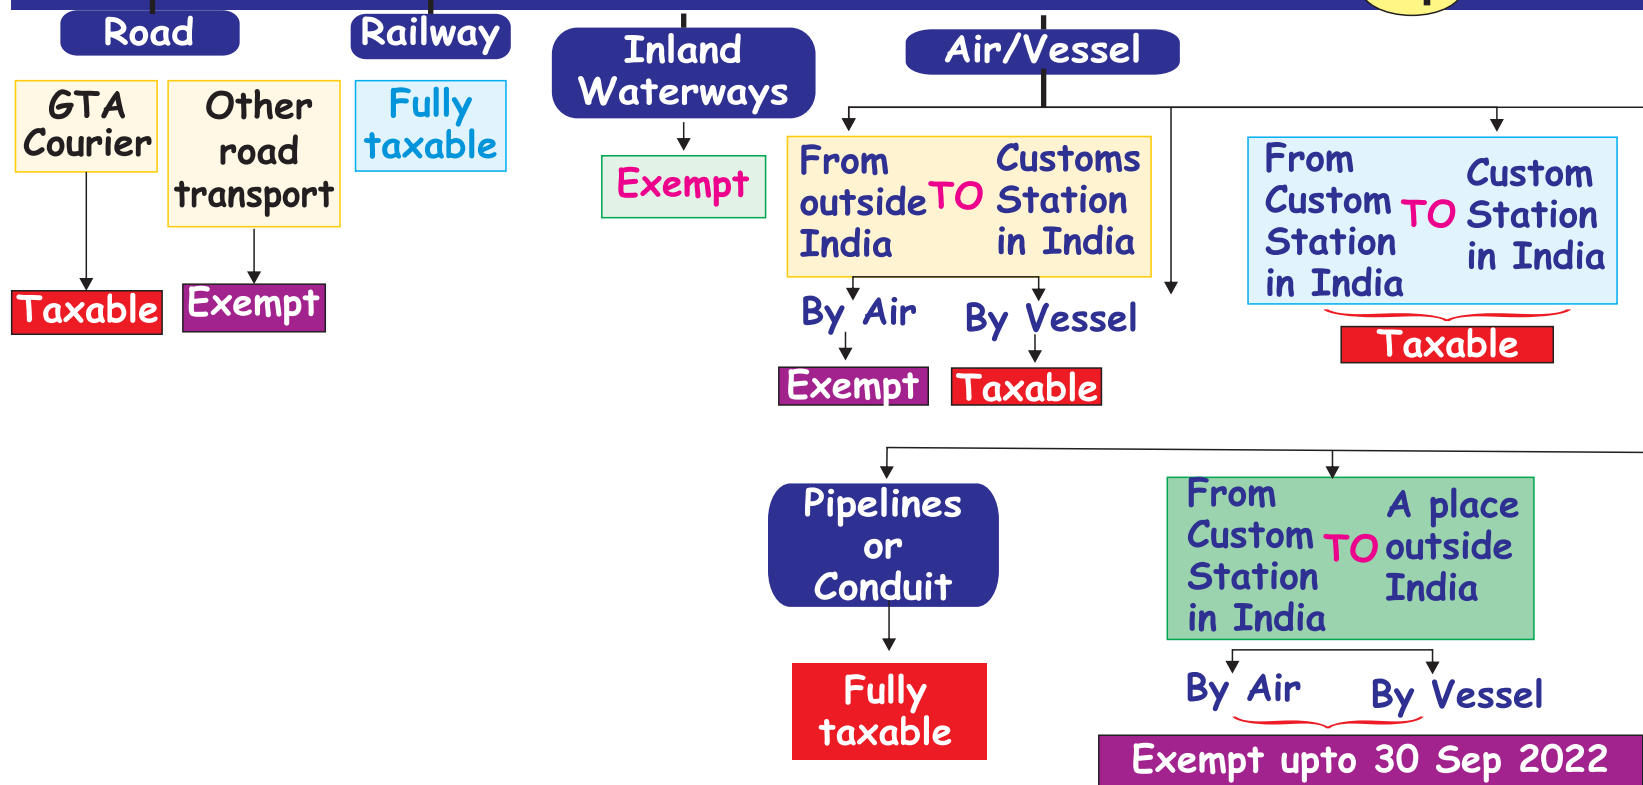 Road
GTA
Courier
Taxable
Other
road
transport
Exempt
Railway
Fully
taxable
Inland
Waterways
Exempt
Air/Vessel
From
outside
India
TO
Customs
Station
in India
By Air
Exempt
By Vessel
Taxable
From
Custom
Station
in India
TO
Custom
Station
in India
Taxable
Pipelines
or
Conduit
Fully
taxable
From
Custom
Station
in India
TO
A place
outside
India
By Air
By Vessel
Exempt upto 30 Sep 2022